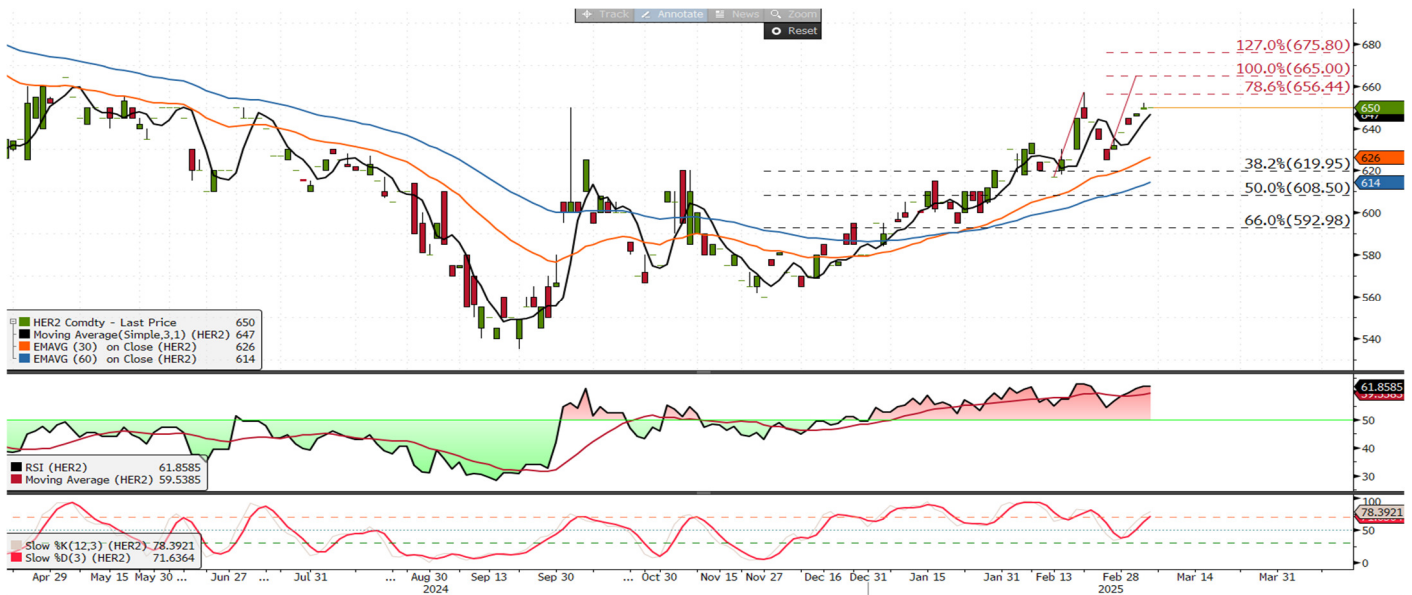 Track Annotate News Zoom
Reset
127.0%(675.80)
100.0%(665.00)
78.6%(656.44)
38.2%(619.95)
50.0%(608.50)
66.0%(592.98)
680
660
650
647
640
626
620
614
600
580
560
540
HER2 Comdty - Last Price 650
Moving Average(Simple,3,1) (HER2) 647
EMAVG (30) on Close (HER2) 626
EMAVG (60) on Close (HER2) 614
61.8585
59.5385
50
40
30
RSI (HER2) 61.8585
Moving Average (HER2) 59.5385
100
78.3921
50
0
Slow %K(12,3) (HER2) 78.3921
Slow %D(3) (HER2) 71.6364
Apr 29 May 15 May 30 ... Jun 27 ... Jul 31 ... Aug 30 Sep 13 Sep 30 ... Oct 30 Nov 15 Nov 27 Dec 16 Dec 31 Jan 15 Jan 31 Feb 13 Feb 28 Mar 14 Mar 31
2024 2025